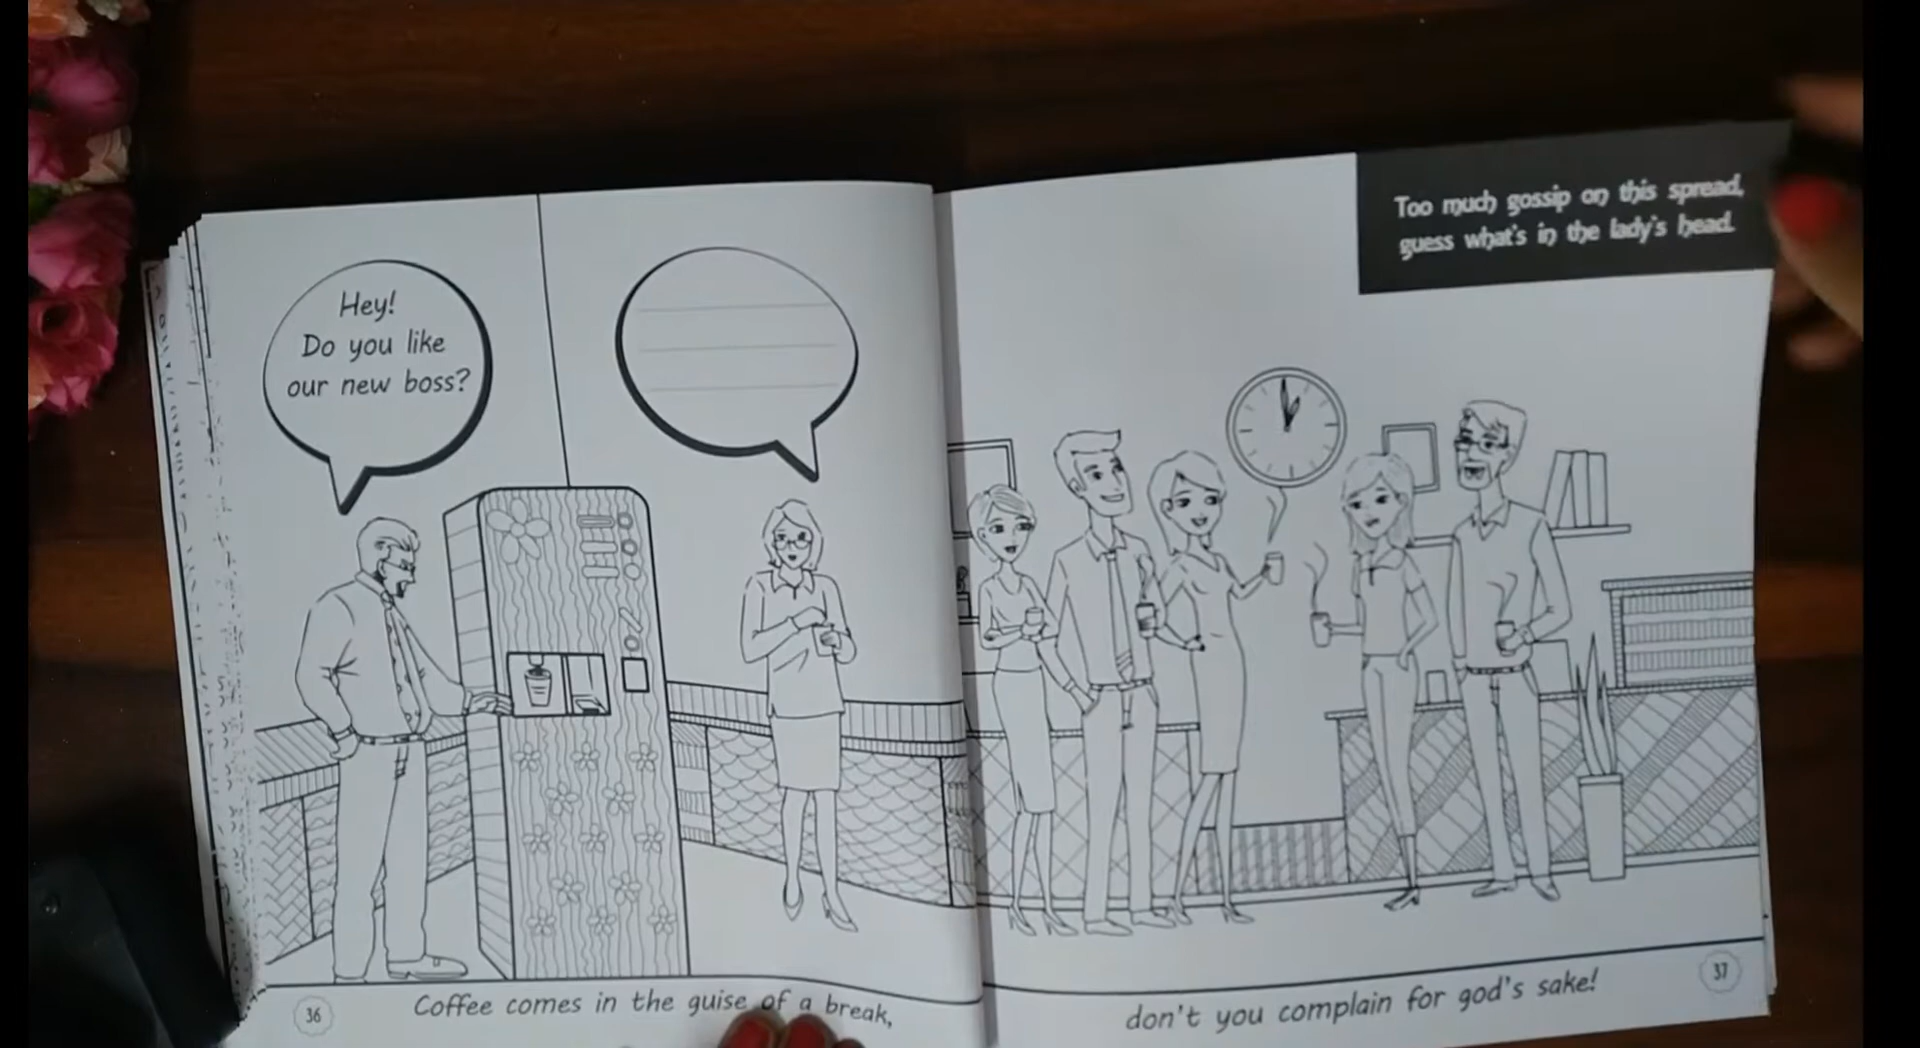 Hey!
Do you like
our new boss?
Too much gossip on this spread,
guess what's in the lady's head.
Coffee comes in the guise of a break,
don't you complain for god's sake!
36
37